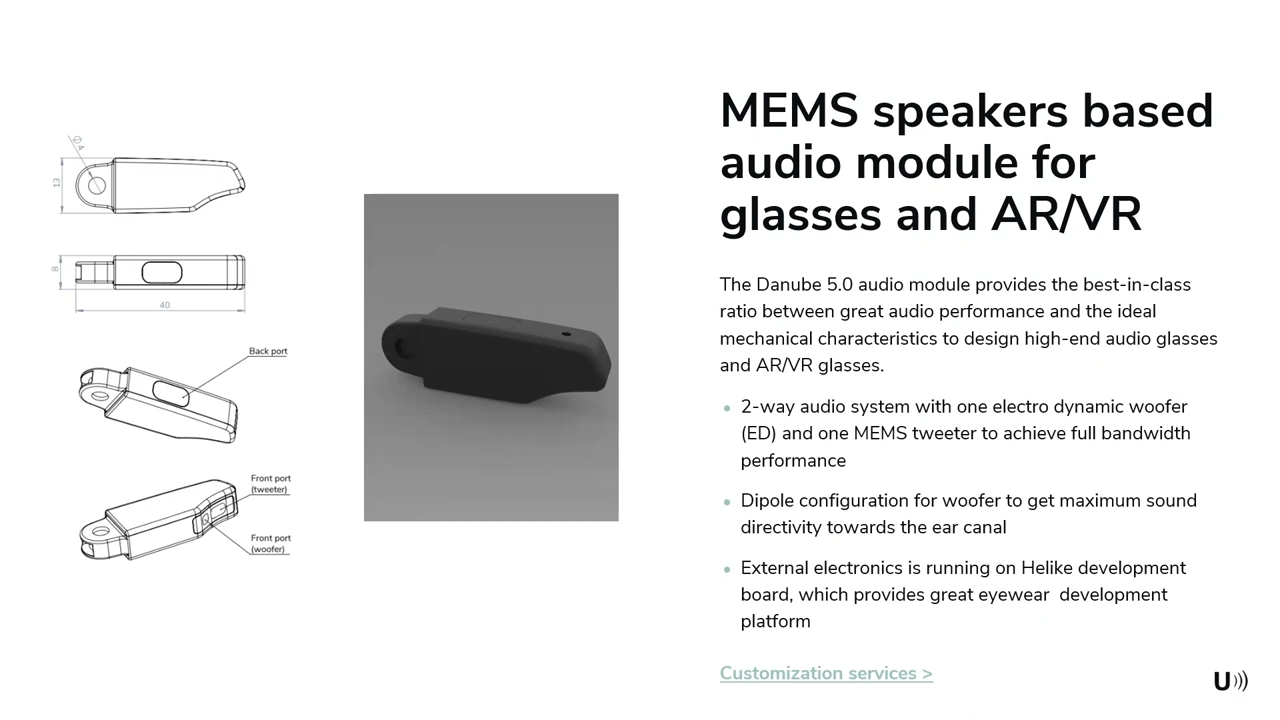 MEMS speakers based
audio module for
glasses and AR/VR
The Danube 5.0 audio module provides the best-in-class
ratio between great audio performance and the ideal
mechanical characteristics to design high-end audio glasses
and AR/VR glasses.
2-way audio system with one electro dynamic woofer
(ED) and one MEMS tweeter to achieve full bandwidth
performance
Dipole configuration for woofer to get maximum sound
directivity towards the ear canal
External electronics is running on Helike development
board, which provides great eyewear  development
platform
Customization services >
∅4
13
8
40
Back port
Front port
(tweeter)
Front port
(woofer)
U